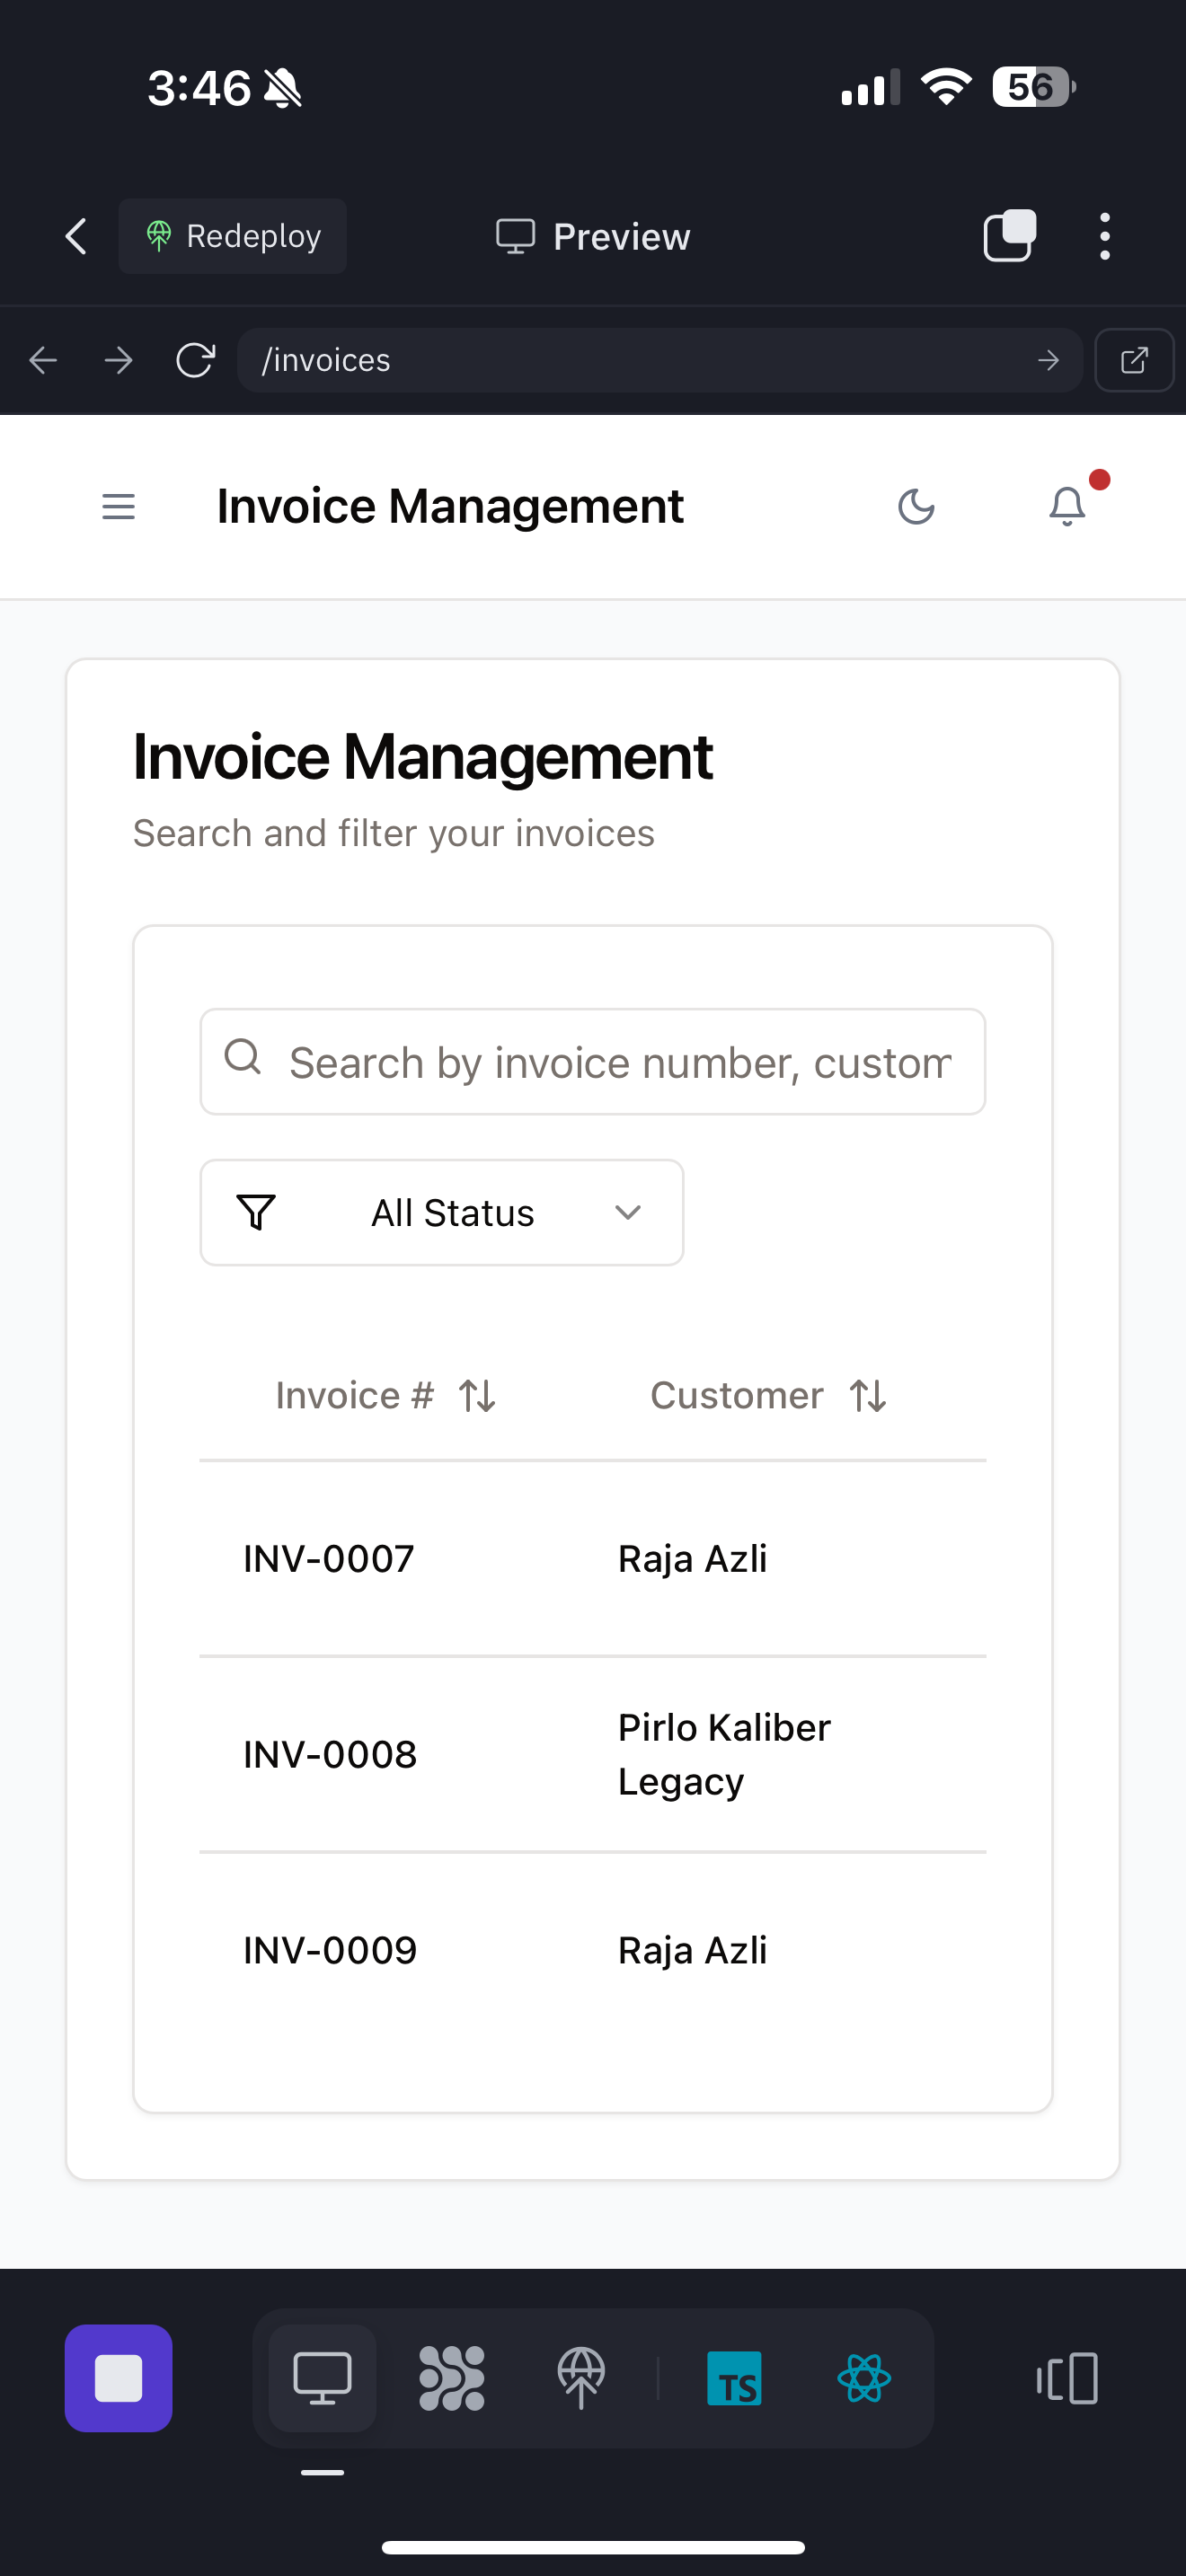 3:46
56
Redeploy
Preview
/invoices
Invoice Management
Invoice Management
Search and filter your invoices
Search by invoice number, custom
All Status
Invoice #
Customer
INV-0007
Raja Azli
INV-0008
Pirlo Kaliber
Legacy
INV-0009
Raja Azli
TS